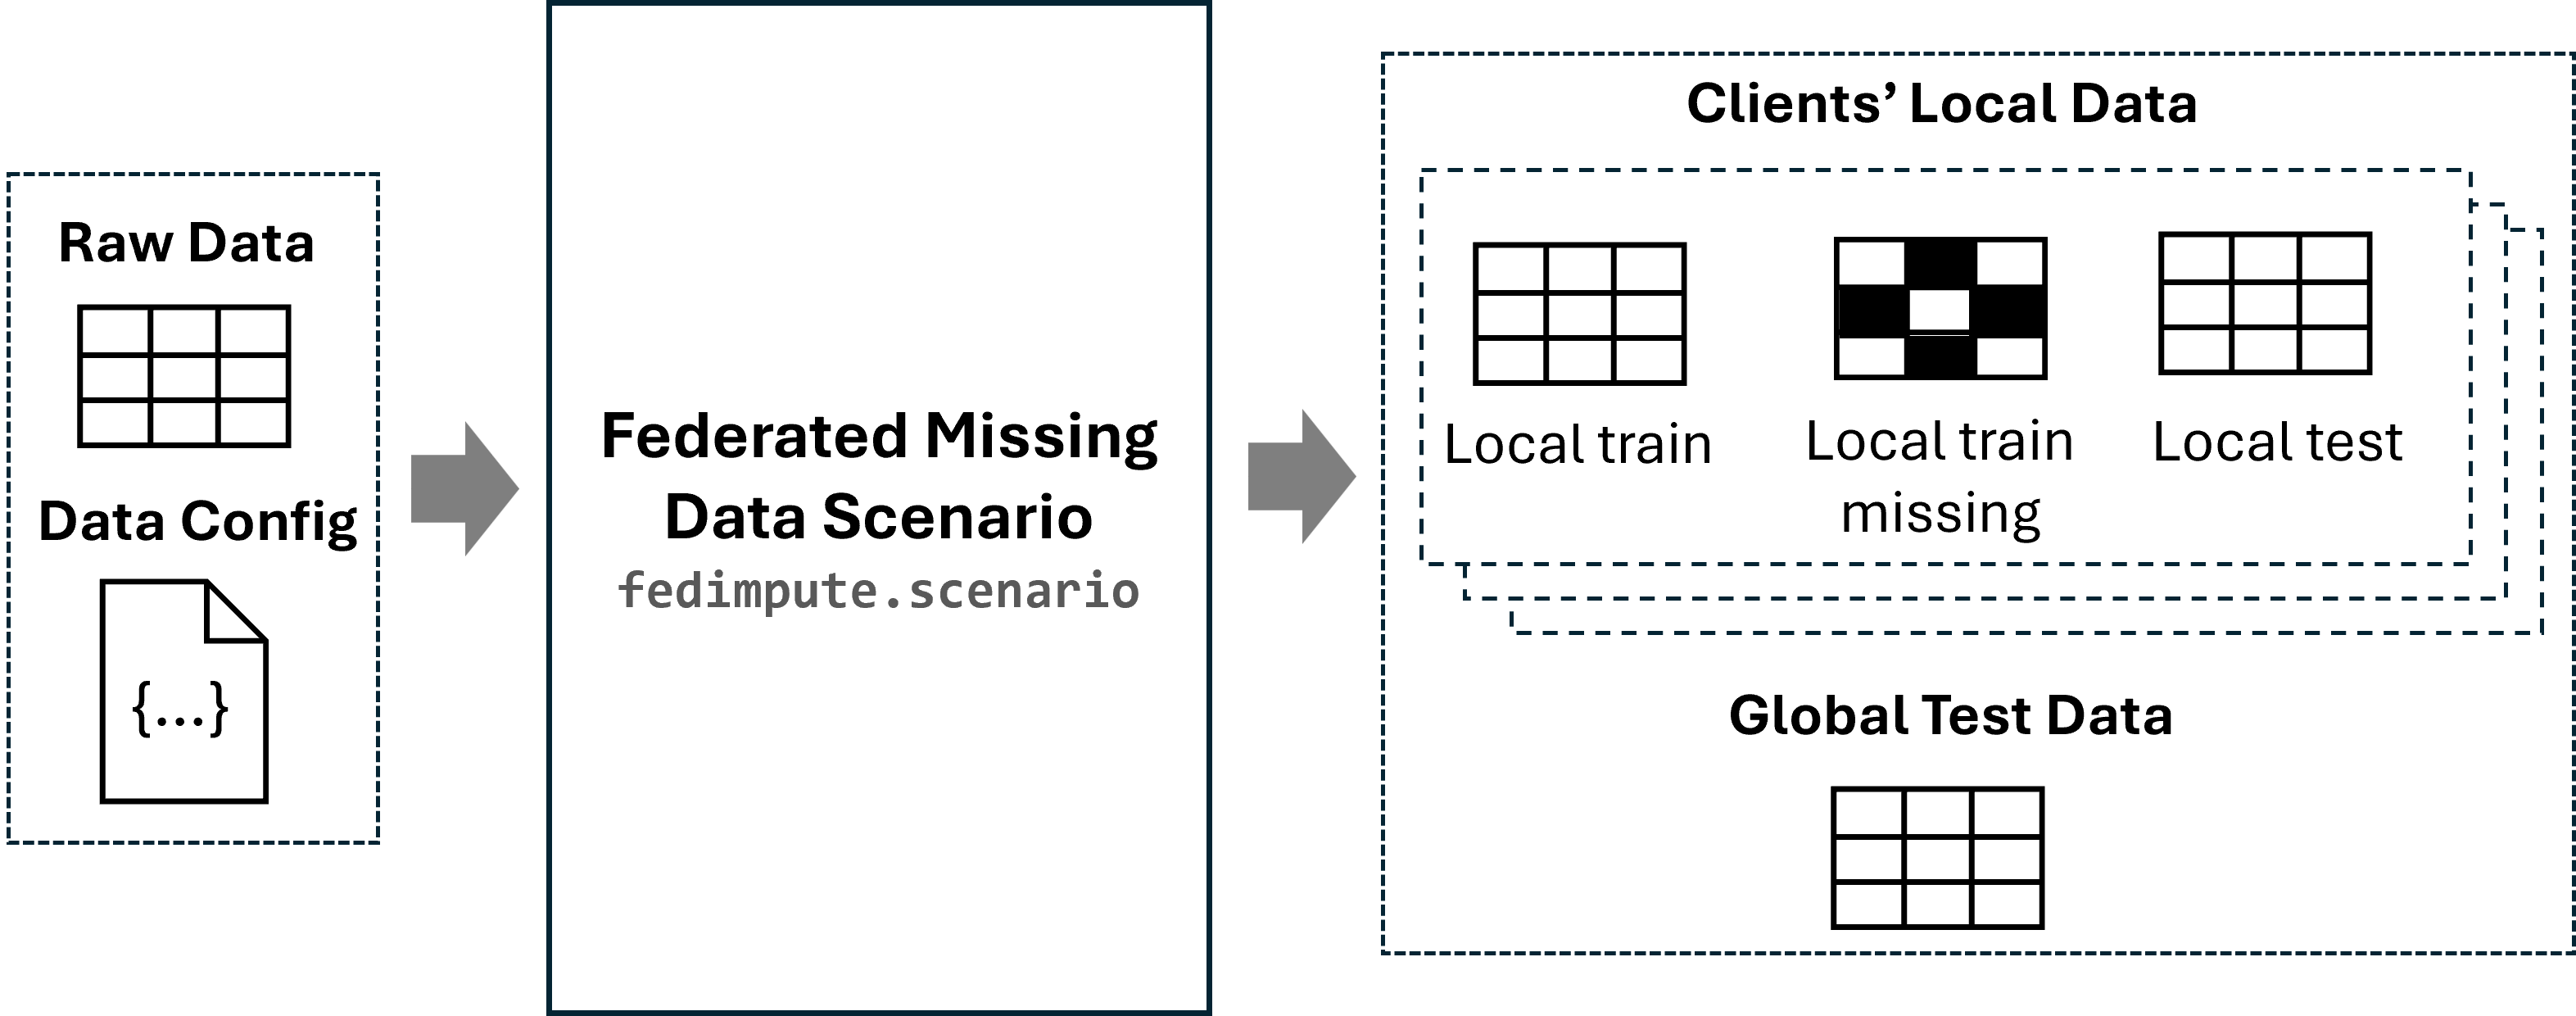 Raw Data
Data Config
{...}
Federated Missing
Data Scenario
fedimpute.scenario
Clients’ Local Data
Local train
Local train
missing
Local test
Global Test Data